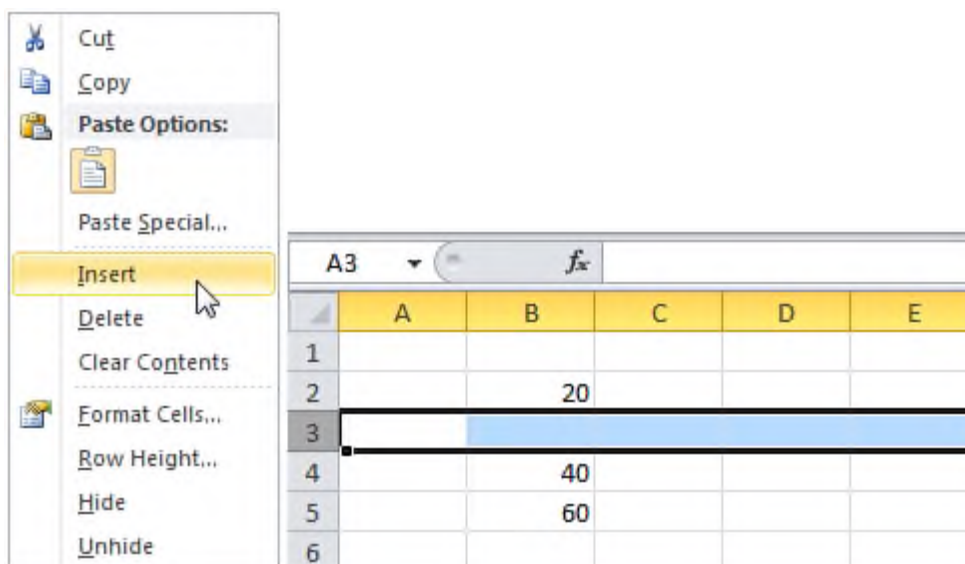 Cut
Copy
Paste Options:
Paste Special...
Insert
Delete
Clear Contents
Format Cells...
Row Height...
Hide
Unhide
A3 fx
A B C D E
1
2 20
3
4 40
5 60
6